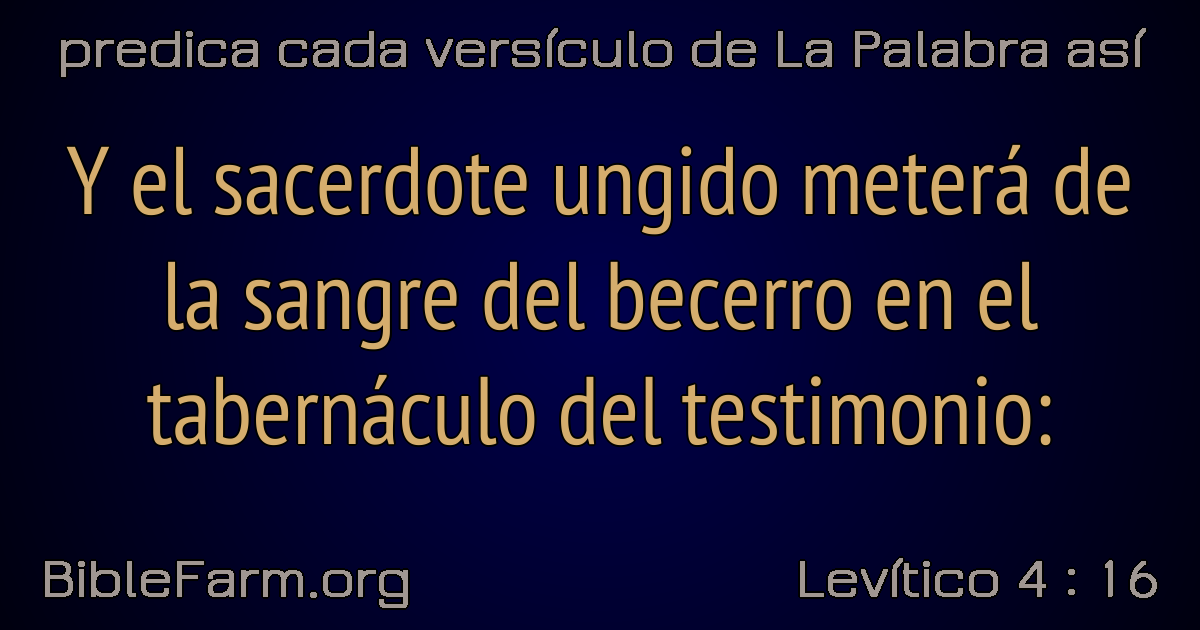 predica cada versículo de La Palabra así
Y el sacerdote ungido meterá de
la sangre del becerro en el
tabernáculo del testimonio:
BibleFarm.org
Levítico 4 : 16